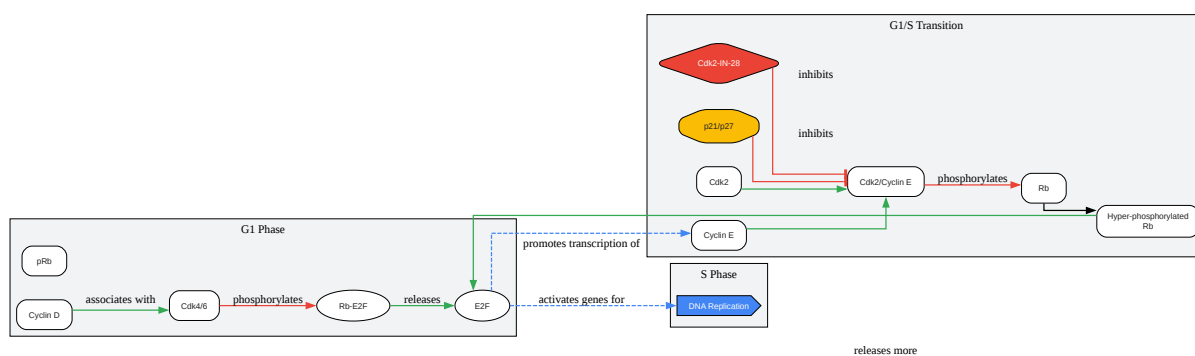 G1/S Transition
Cdk2-IN-28
inhibits
p21/p27
inhibits
Cdk2
Cdk2/Cyclin E
phosphorylates
Rb
Hyper-phosphorylated
Rb
Cyclin E
promotes transcription of
G1 Phase
pRb
Cyclin D
associates with
Cdk4/6
phosphorylates
Rb-E2F
releases
E2F
activates genes for
S Phase
DNA Replication
releases more